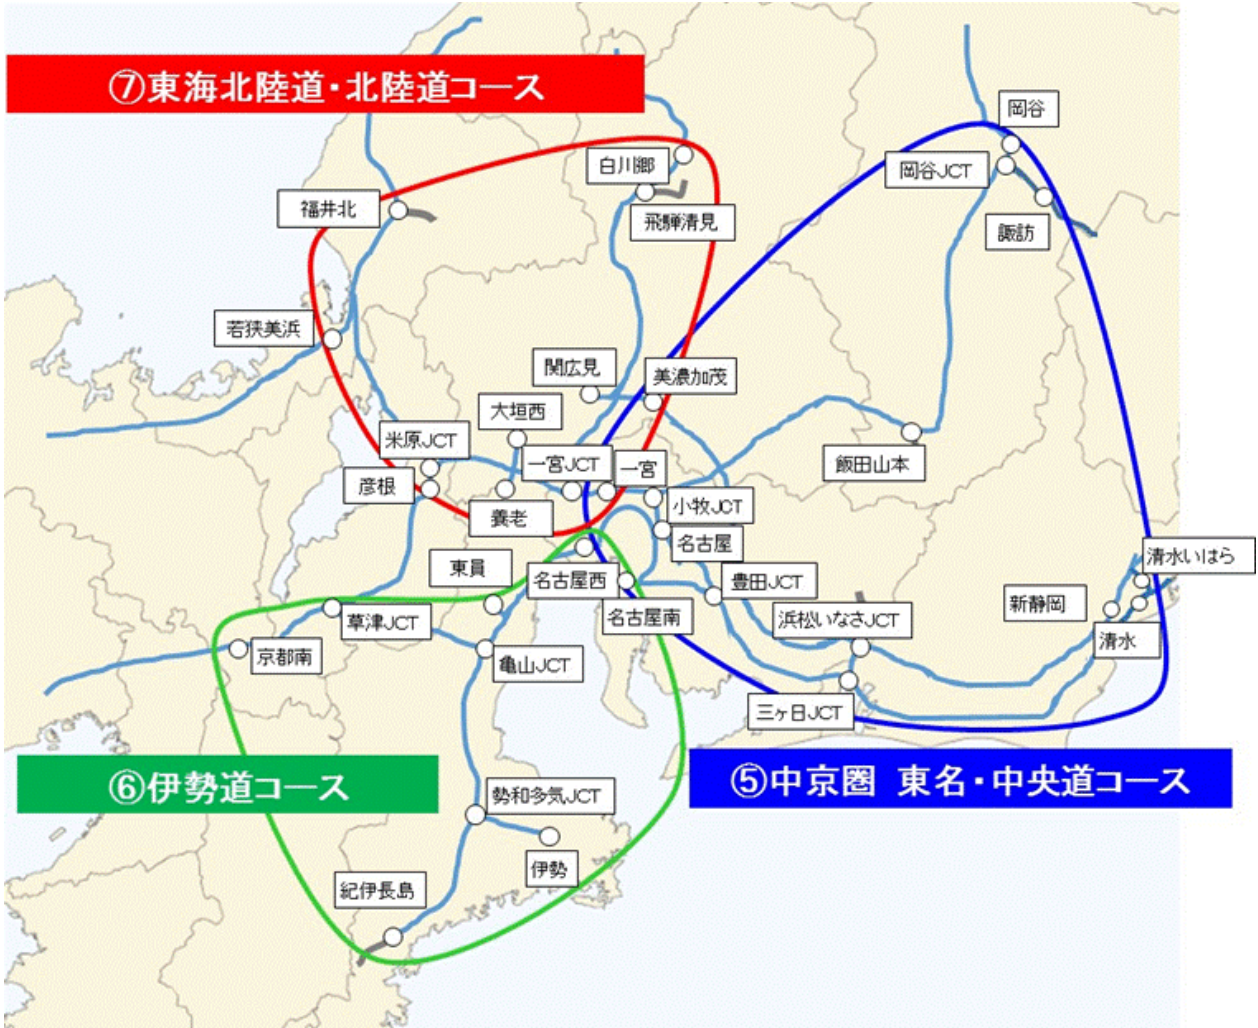 ⑦東海北陸道・北陸道コース
岡谷
白川郷
岡谷JCT
福井北
飛騨清見
諏訪
若狭美浜
関広見
美濃加茂
大垣西
米原JCT
一宮JCT
一宮
飯田山本
彦根
小牧JCT
養老
名古屋
清水いはら
東員
名古屋西
豊田JCT
新静岡
名古屋南
浜松いなさJCT
草津JCT
清水
京都南
亀山JCT
三ヶ日JCT
⑥伊勢道コース
⑤中京圏 東名・中央道コース
勢和多気JCT
伊勢
紀伊長島